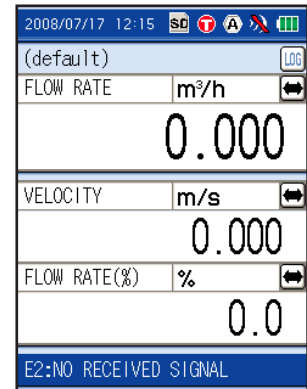 2008/07/17 12:15 SD T A
(default) LOG
FLOW RATE m³/h
0.000
VELOCITY m/s
0.000
FLOW RATE(%) %
0.0
E2:NO RECEIVED SIGNAL